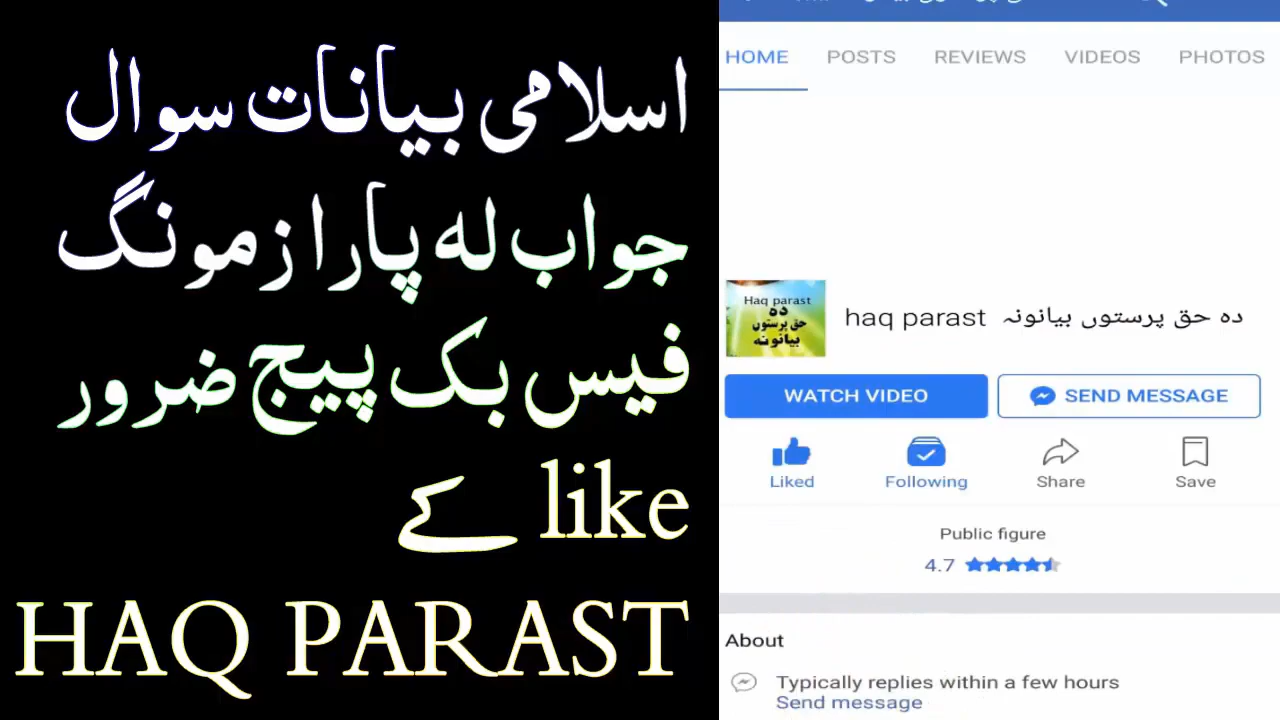 اسلامی بیانات سوال
جواب له پارا زمونگ
فیس بک پیج ضرور
like کے
HAQ PARAST
HOME POSTS REVIEWS VIDEOS PHOTOS
Haq parast
ده
حق پرستوں
بیانونه
haq parast ده حق پرستوں بیانونہ
WATCH VIDEO SEND MESSAGE
Liked Following Share Save
Public figure
4.7
About
Typically replies within a few hours
Send message